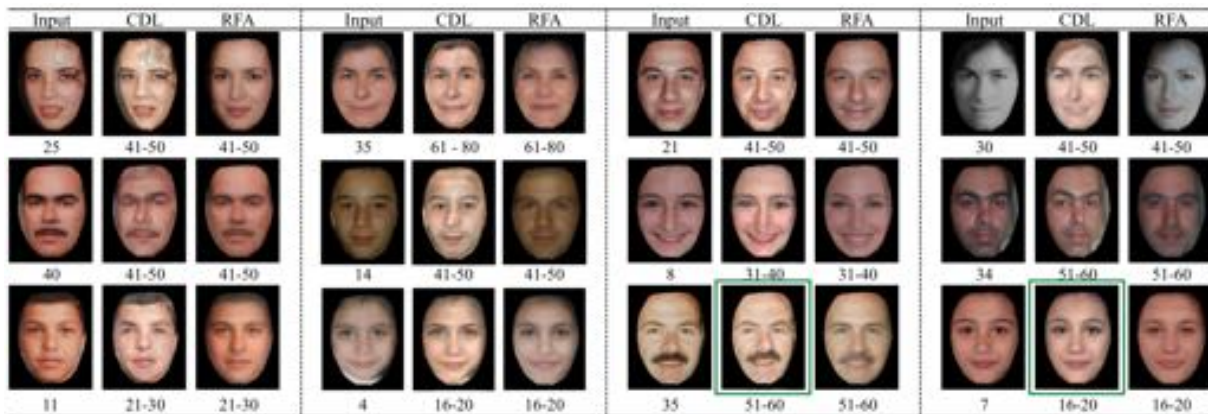 Input CDL RFA Input CDL RFA Input CDL RFA Input CDL RFA
25 41-50 41-50 35 61 - 80 61-80 21 41-50 41-50 30 41-50 41-50
40 41-50 41-50 14 41-50 41-50 8 31-40 31-40 34 51-60 51-60
11 21-30 21-30 4 16-20 16-20 35 51-60 51-60 7 16-20 16-20